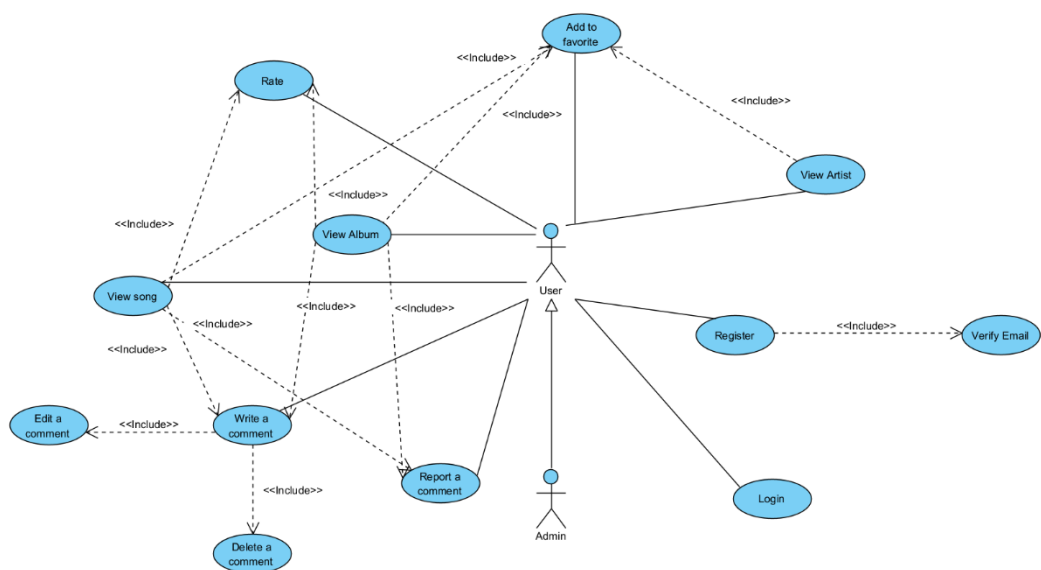 Add to
favorite
<<Include>>
Rate
<<Include>>
<<Include>>
View Artist
<<Include>>
<<Include>>
View Album
User
View song
<<Include>>
<<Include>>
<<Include>>
Register
<<Include>>
Verify Email
Edit a
comment
<<Include>>
Write a
comment
Report a
comment
<<Include>>
Login
Admin
Delete a
comment